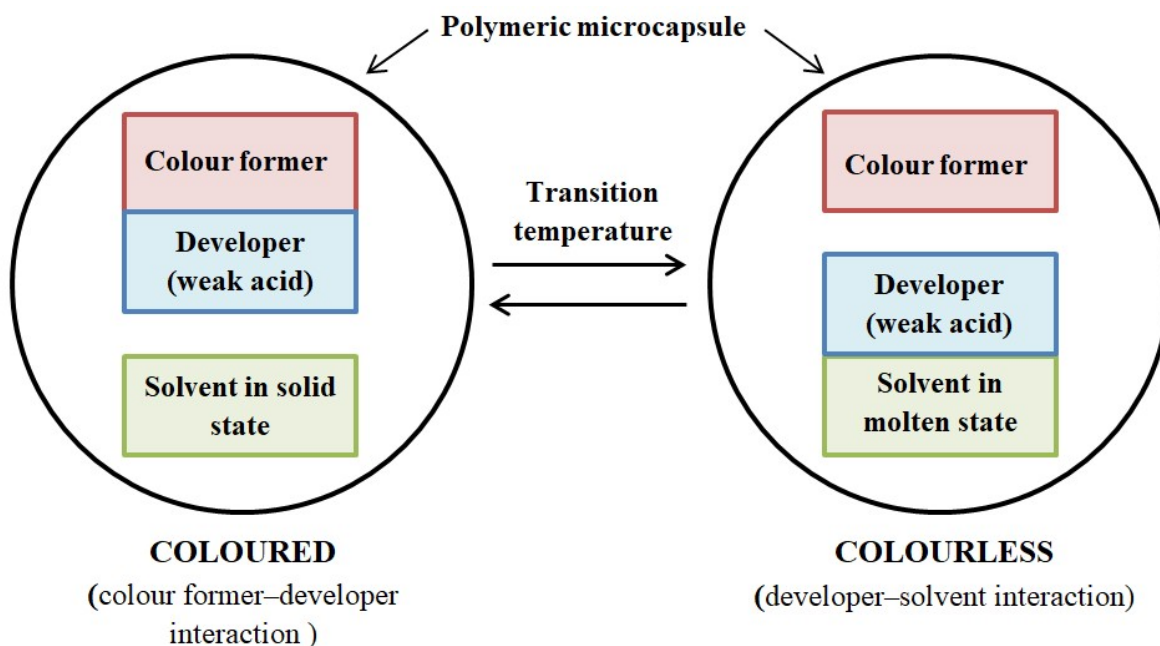 Polymeric microcapsule
Colour former
Developer
(weak acid)
Solvent in solid
state
Transition
temperature
Colour former
Developer
(weak acid)
Solvent in
molten state
COLOURED
(colour former–developer
interaction )
COLOURLESS
(developer–solvent interaction)